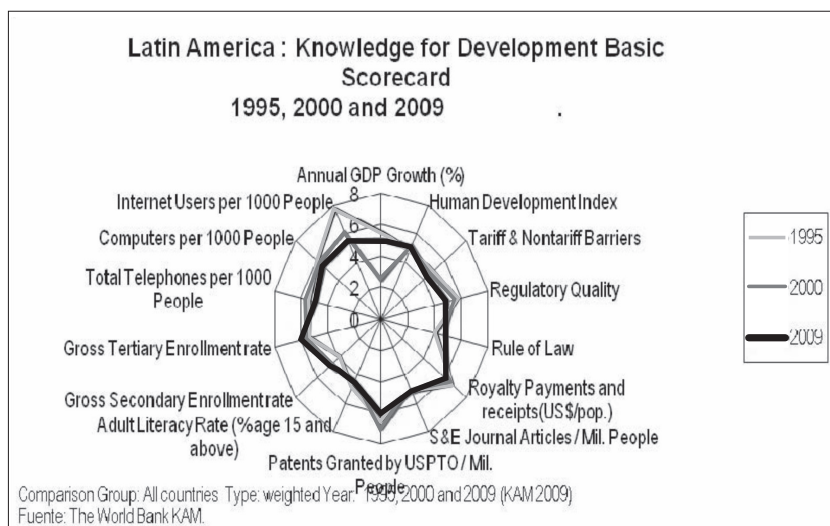 Latin America : Knowledge for Development Basic
Scorecard
1995, 2000 and 2009 .
Annual GDP Growth (%)
Internet Users per 1000 People
Human Development Index
Computers per 1000 People
Tariff & Nontariff Barriers
Total Telephones per 1000
People
Regulatory Quality
Gross Tertiary Enrollment rate
Rule of Law
Gross Secondary Enrollment rate
Royalty Payments and
receipts(US$/pop.)
Adult Literacy Rate (%age 15 and
above)
S&E Journal Articles / Mil. People
Patents Granted by USPTO / Mil.
People
8
6
4
2
0
1995
2000
2009
Comparison Group: All countries Type: weighted Year: 1995, 2000 and 2009 (KAM 2009)
Fuente: The World Bank KAM.